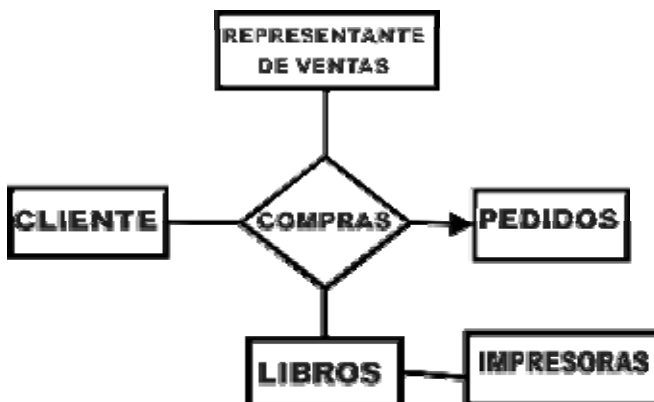 REPRESENTANTE
DE VENTAS
CLIENTE
COMPRAS
PEDIDOS
LIBROS
IMPRESORAS